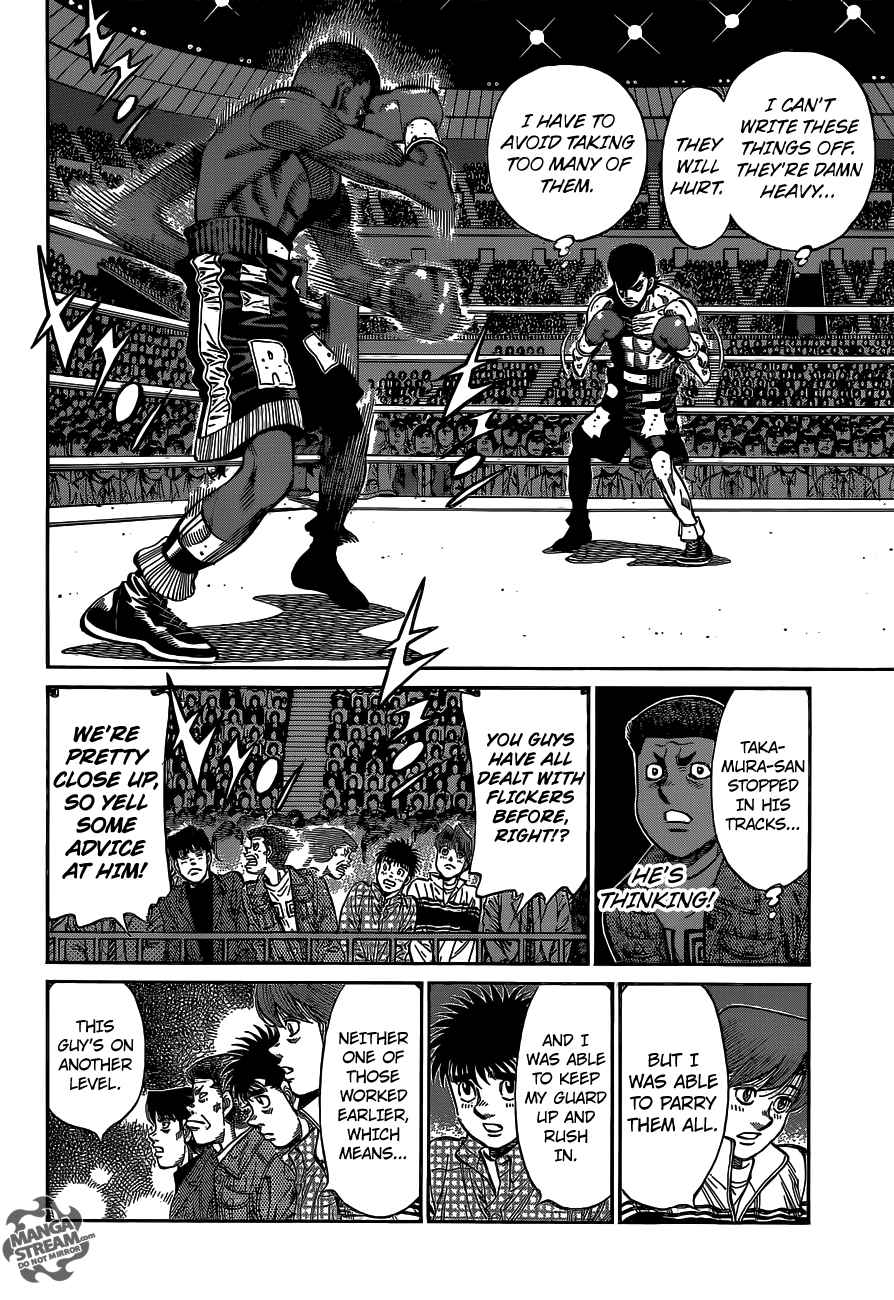 I CAN'T
WRITE THESE
THINGS OFF.
THEY'RE DAMN
HEAVY...
THEY
WILL
HURT.
I HAVE TO
AVOID TAKING
TOO MANY OF
THEM.
R
TAKA-
MURA-SAN
STOPPED
IN HIS
TRACKS...
HE'S
THINKING!
YOU GUYS
HAVE ALL
DEALT WITH
FLICKERS
BEFORE,
RIGHT!?
WE'RE
PRETTY
CLOSE UP,
SO YELL
SOME
ADVICE
AT HIM!
BUT I
WAS ABLE
TO PARRY
THEM ALL.
AND I
WAS ABLE
TO KEEP
MY GUARD
UP AND
RUSH
IN.
NEITHER
ONE OF
THOSE
WORKED
EARLIER,
WHICH
MEANS...
THIS
GUY'S ON
ANOTHER
LEVEL.
MANGA
STREAM.com
DO NOT MIRROR